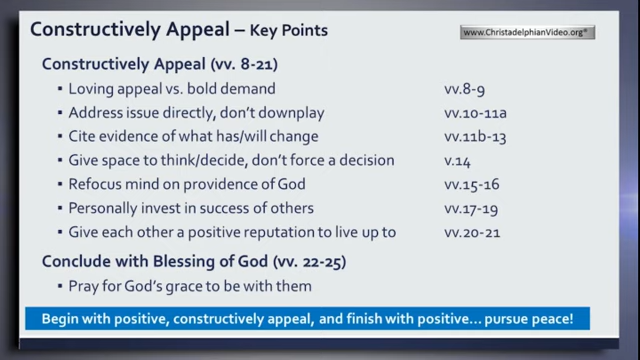 Constructively Appeal – Key Points
www.ChristadelphianVideo.org®
Constructively Appeal (vv. 8-21)
▪ Loving appeal vs. bold demand vv.8-9
▪ Address issue directly, don't downplay vv.10-11a
▪ Cite evidence of what has/will change vv.11b-13
▪ Give space to think/decide, don't force a decision v.14
▪ Refocus mind on providence of God vv.15-16
▪ Personally invest in success of others vv.17-19
▪ Give each other a positive reputation to live up to vv.20-21
Conclude with Blessing of God (vv. 22-25)
▪ Pray for God's grace to be with them
Begin with positive, constructively appeal, and finish with positive… pursue peace!